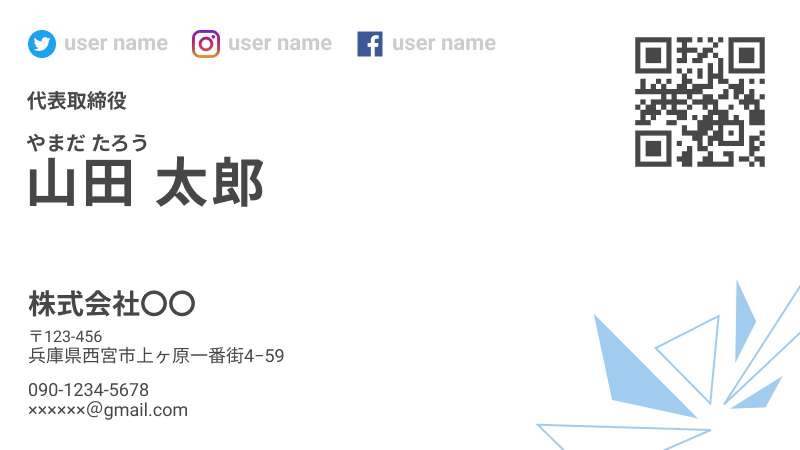 user name user name user name
代表取締役
やまだ たろう
山田 太郎
株式会社〇〇
〒123-456
兵庫県西宮市上ヶ原一番街4−59
090-1234-5678
××××××@gmail.com